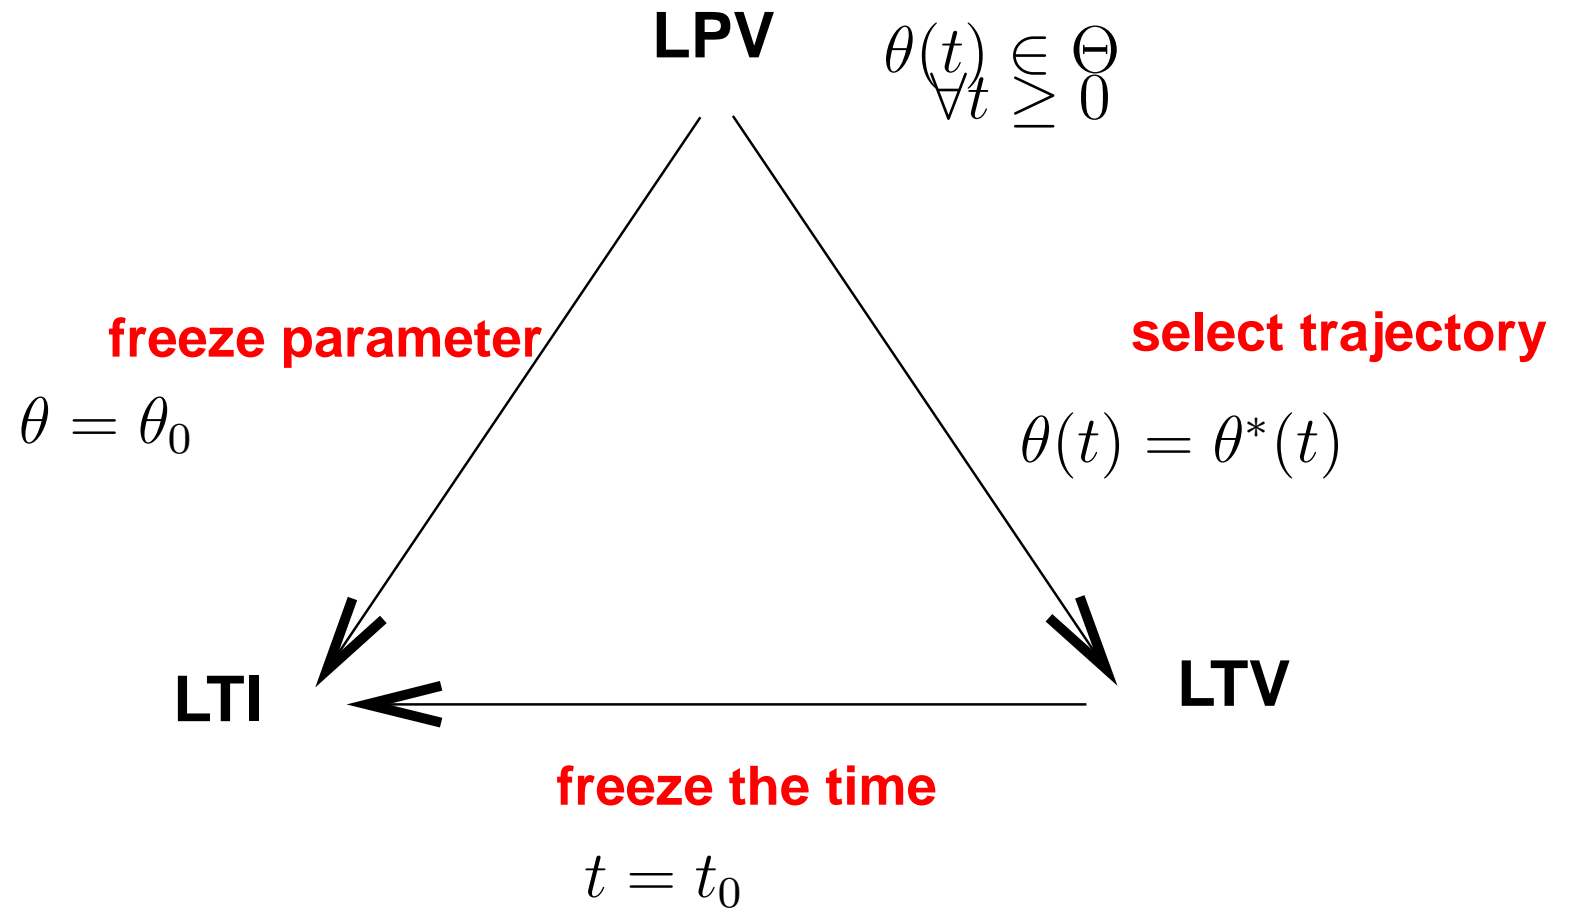 LPV
θ(t) ∈ Θ
∀t ≥ 0
freeze parameter
select trajectory
θ = θ₀
θ(t) = θ*(t)
LTI
LTV
freeze the time
t = t₀